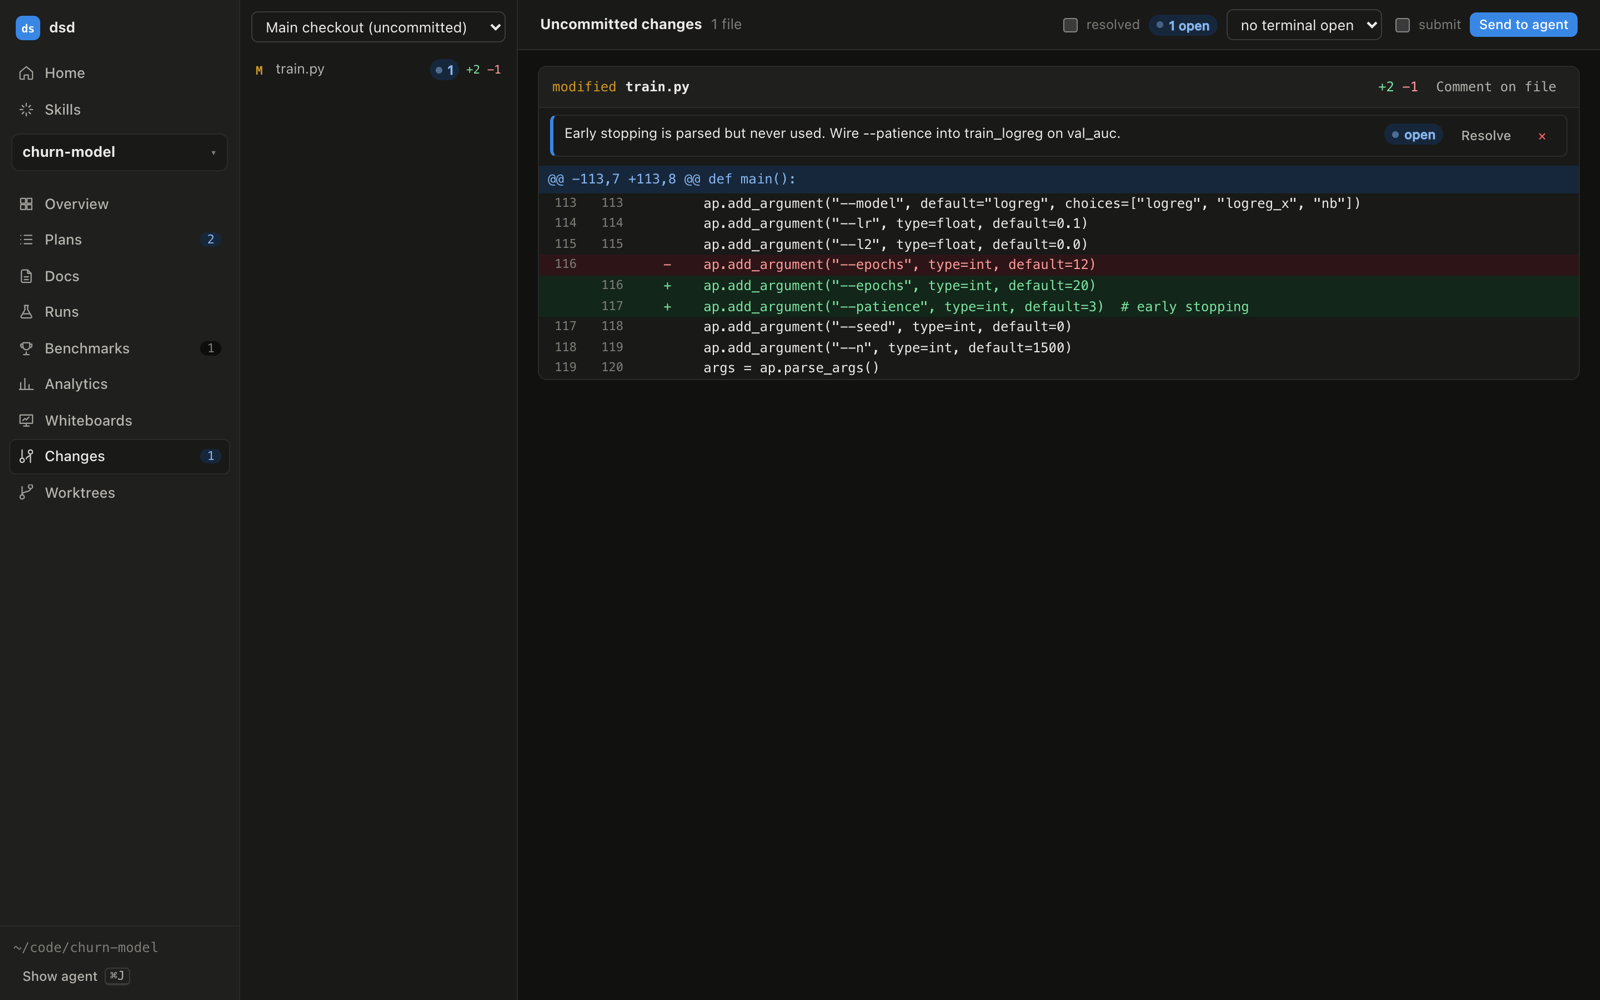 ds dsd
Home
Skills
churn-model
Overview
Plans 2
Docs
Runs
Benchmarks 1
Analytics
Whiteboards
Changes 1
Worktrees
~/code/churn-model
Show agent ⌘J
Main checkout (uncommitted)
M train.py 1 +2 −1
Uncommitted changes 1 file
resolved 1 open no terminal open submit Send to agent
modified train.py +2 −1 Comment on file
Early stopping is parsed but never used. Wire --patience into train_logreg on val_auc. open Resolve ×
@@ -113,7 +113,8 @@ def main():
113 113 ap.add_argument("--model", default="logreg", choices=["logreg", "logreg_x", "nb"])
114 114 ap.add_argument("--lr", type=float, default=0.1)
115 115 ap.add_argument("--l2", type=float, default=0.0)
116 − ap.add_argument("--epochs", type=int, default=12)
116 + ap.add_argument("--epochs", type=int, default=20)
117 + ap.add_argument("--patience", type=int, default=3)  # early stopping
117 118 ap.add_argument("--seed", type=int, default=0)
118 119 ap.add_argument("--n", type=int, default=1500)
119 120 args = ap.parse_args()